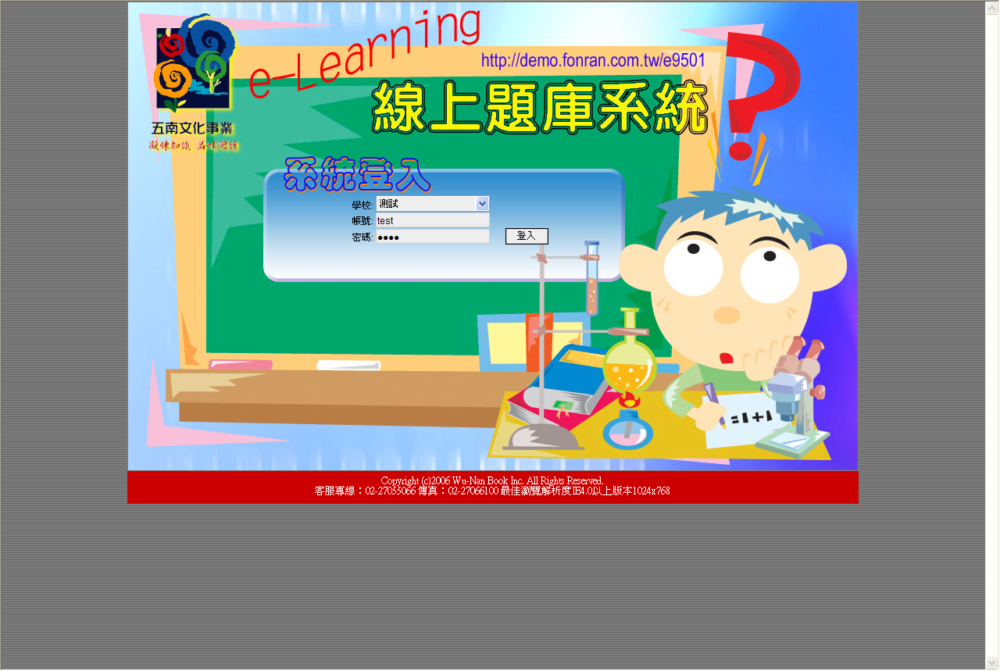 e-Learning
http://demo.fonran.com.tw/e9501
線上題庫系統
五南文化事業
凝煉知識 品味閱讀
系統登入
學校: 測試
帳號: test
密碼: ●●●●
登入
=1+1
Copyright (c)2006 Wu-Nan Book Inc. All Rights Reserved.
客服專線：02-27055066 傳真：02-27066100 最佳瀏覽解析度IE4.0以上版本1024x768